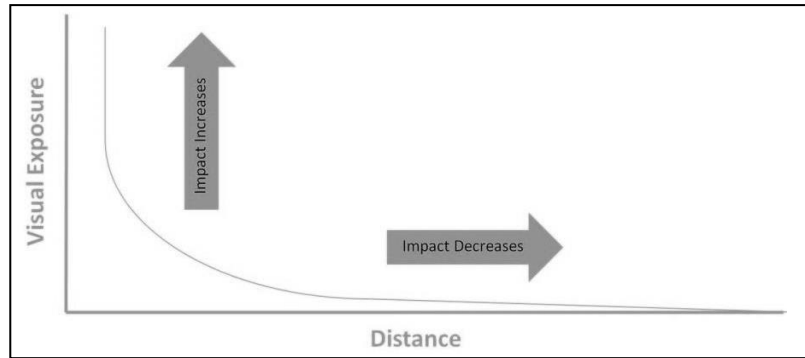 Visual Exposure
Impact Increases
Impact Decreases
Distance